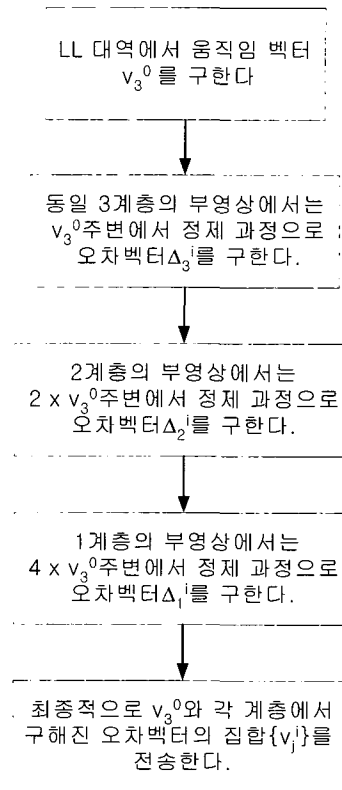 LL 대역에서 움직임 벡터
v₃⁰ 를 구한다
동일 3계층의 부영상에서는
v₃⁰주변에서 정제 과정으로
오차벡터Δ₃ⁱ를 구한다.
2계층의 부영상에서는
2 x v₃⁰주변에서 정제 과정으로
오차벡터Δ₂ⁱ를 구한다.
1계층의 부영상에서는
4 x v₃⁰주변에서 정제 과정으로
오차벡터Δ₁ⁱ를 구한다.
최종적으로 v₃⁰와 각 계층에서
구해진 오차벡터의 집합{vⱼⁱ}를
전송한다.